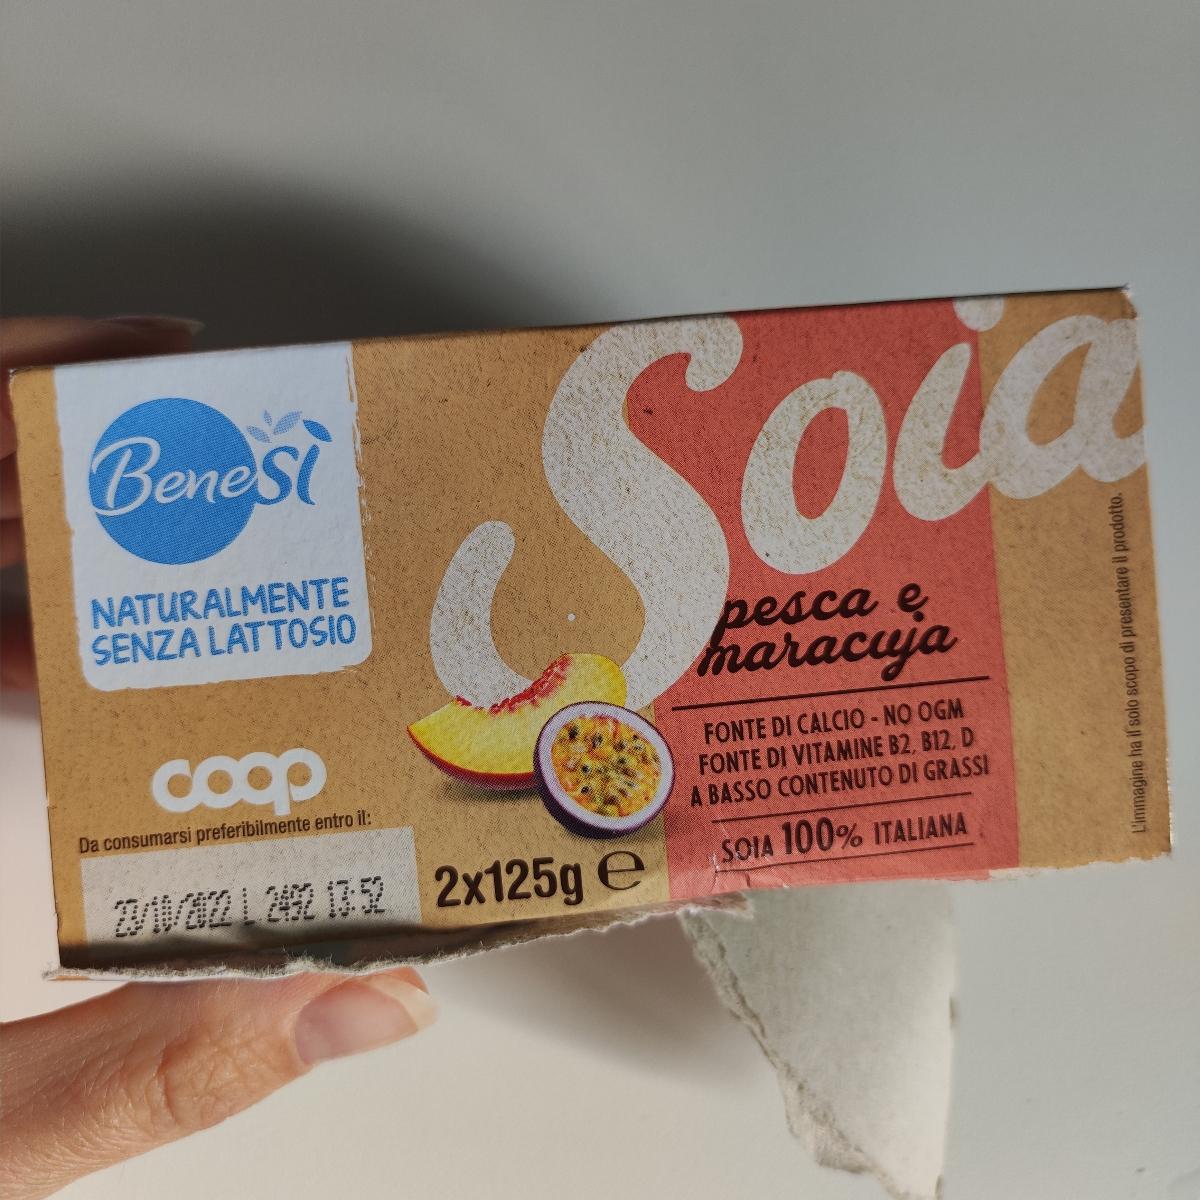 BeneSì
NATURALMENTE
SENZA LATTOSIO
coop
Da consumarsi preferibilmente entro il:
23/10/2022 L 2492 13:52
2x125g ℮
Soia
pesca e
maracuja
FONTE DI CALCIO - NO OGM
FONTE DI VITAMINE B2, B12, D
A BASSO CONTENUTO DI GRASSI
SOIA 100% ITALIANA
L'immagine ha il solo scopo di presentare il prodotto.